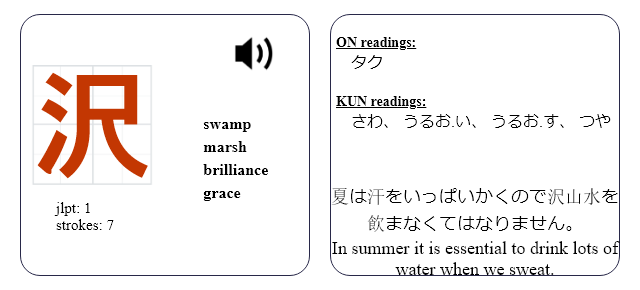 沢
swamp
marsh
brilliance
grace
jlpt: 1
strokes: 7
ON readings:
タク
KUN readings:
さわ、 うるお.い、 うるお.す、 つや
夏は汗をいっぱいかくので沢山水を
飲まなくてはなりません。
In summer it is essential to drink lots of
water when we sweat.